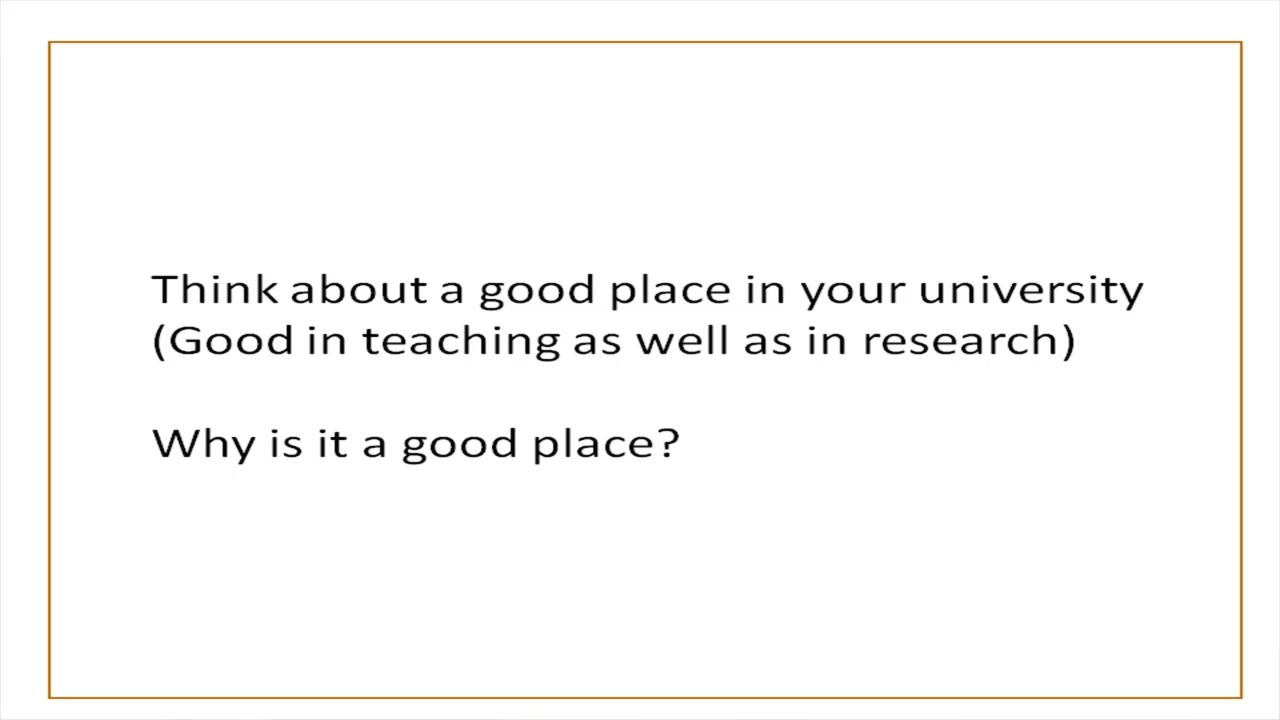 Think about a good place in your university
(Good in teaching as well as in research)
Why is it a good place?